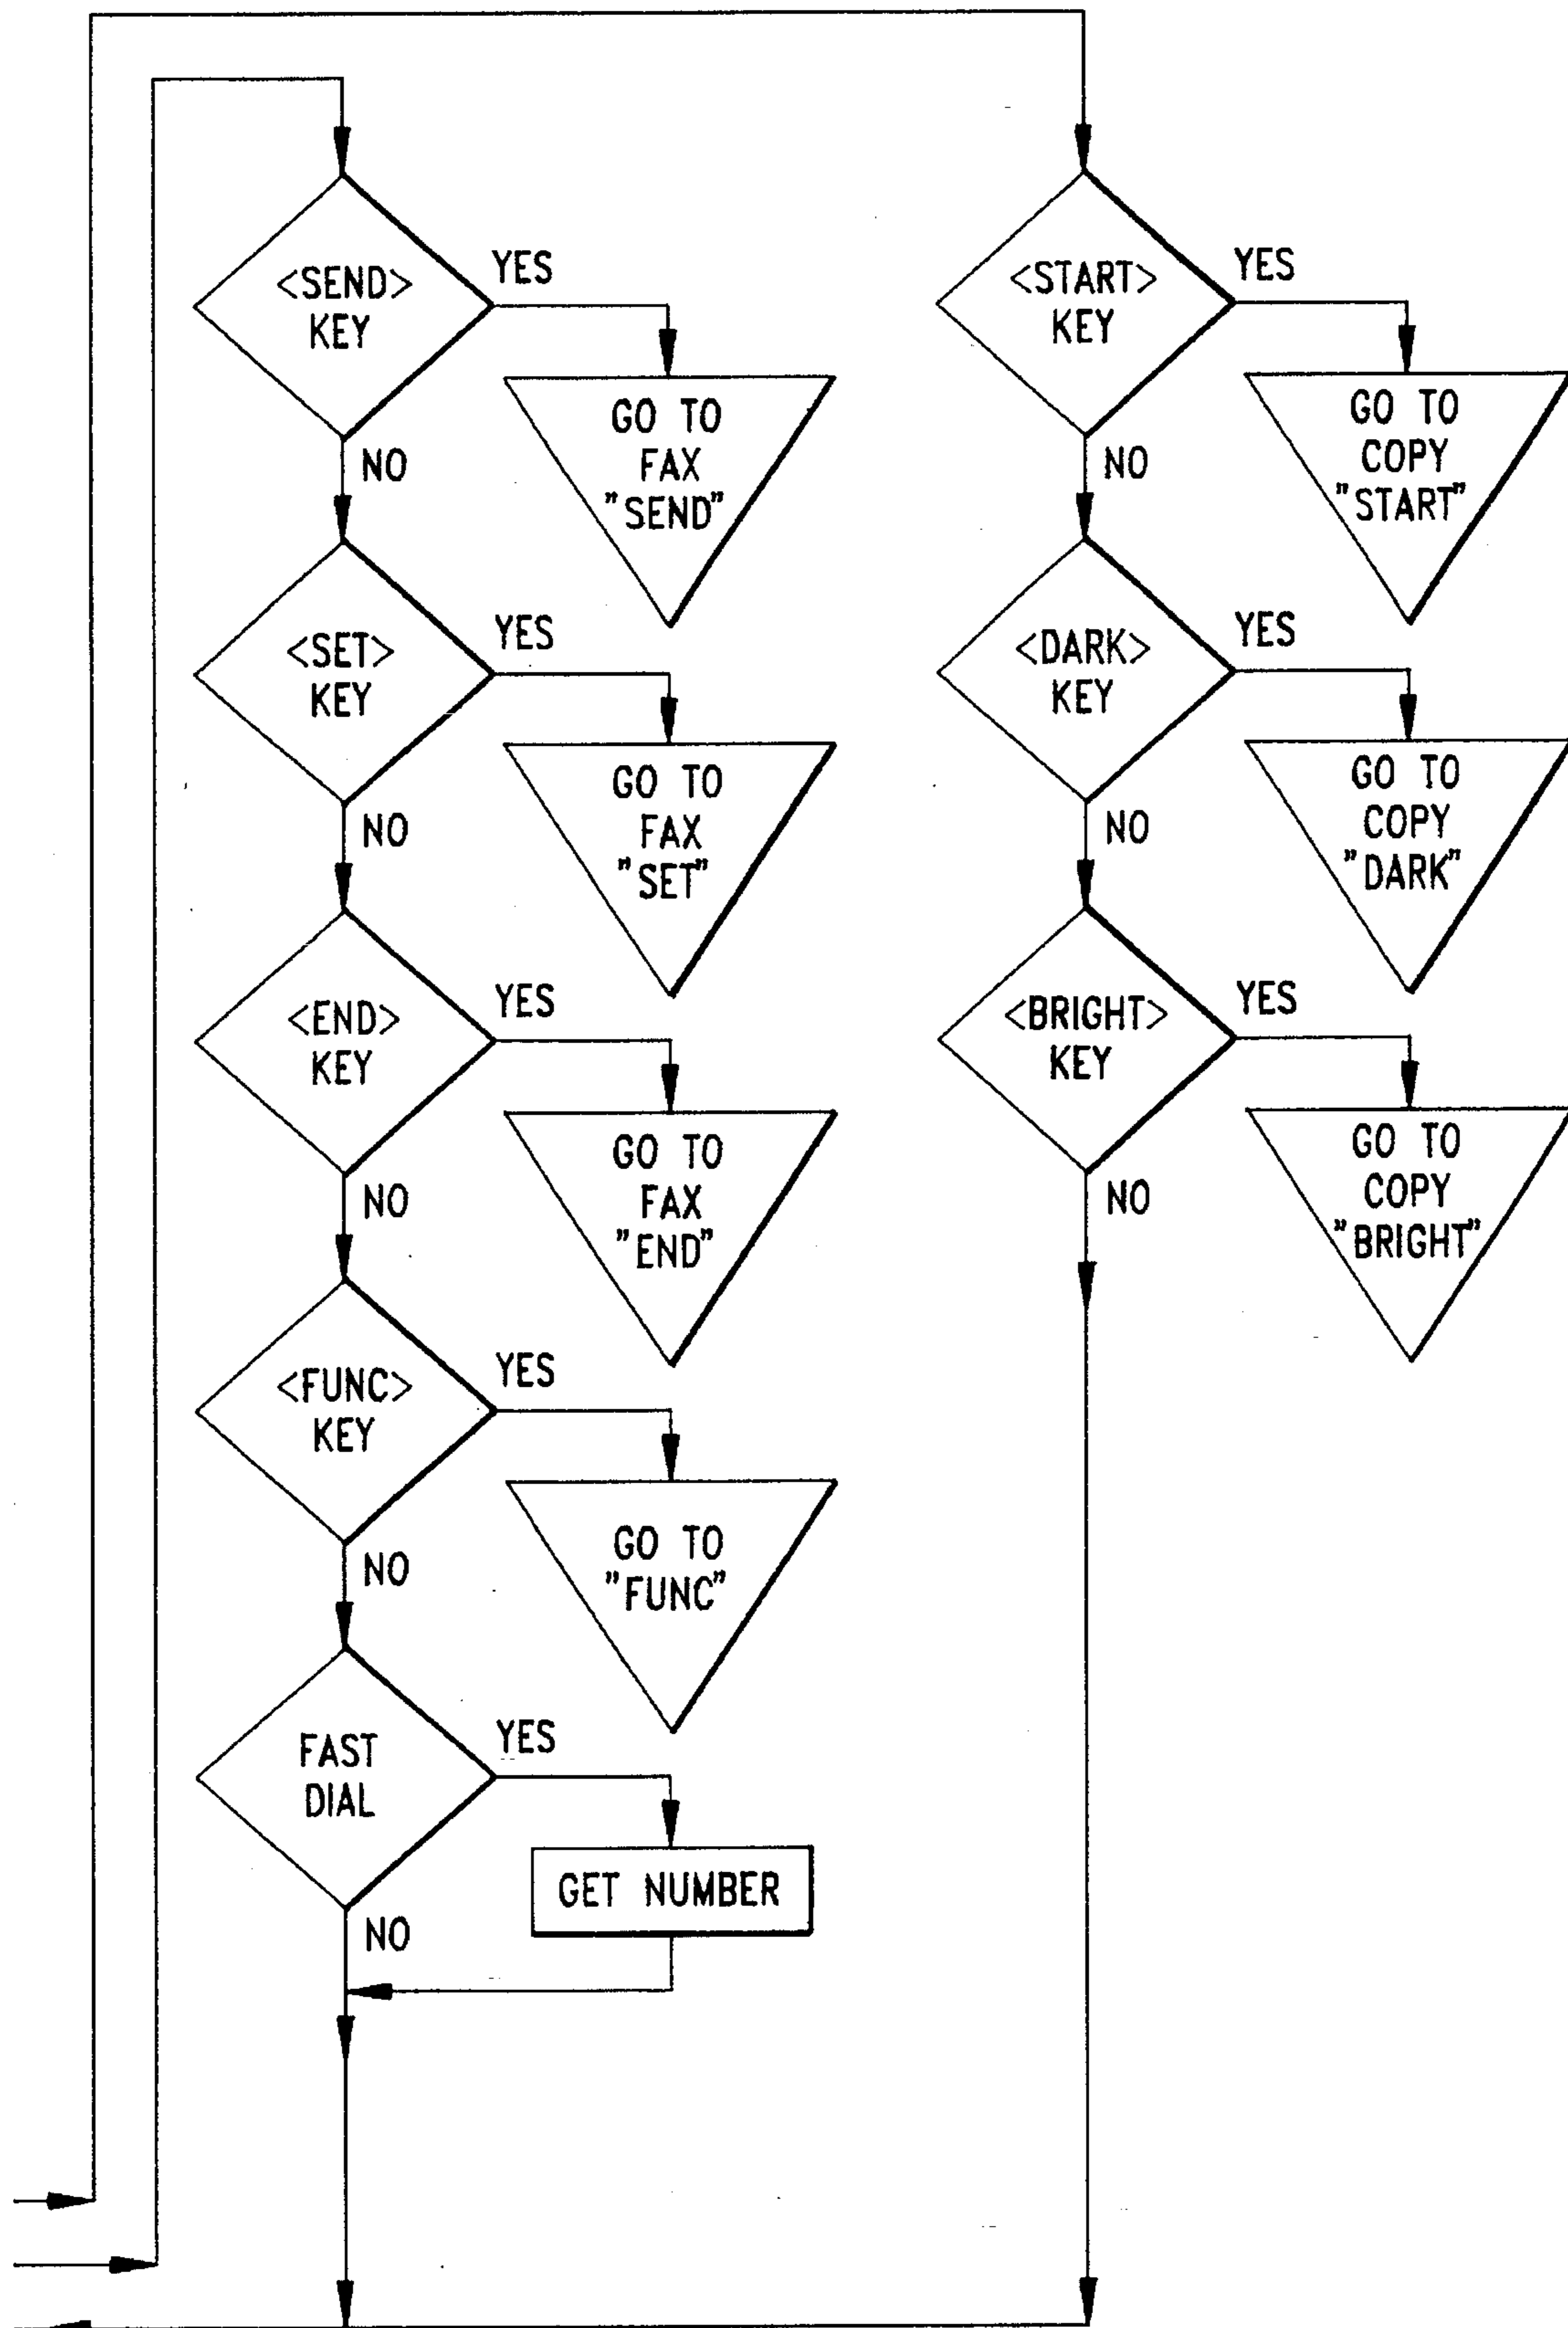 <SEND>
KEY
YES
NO
GO TO
FAX
"SEND"
<SET>
KEY
YES
NO
GO TO
FAX
"SET"
<END>
KEY
YES
NO
GO TO
FAX
"END"
<FUNC>
KEY
YES
NO
GO TO
"FUNC"
FAST
DIAL
YES
NO
GET NUMBER
<START>
KEY
YES
NO
GO TO
COPY
"START"
<DARK>
KEY
YES
NO
GO TO
COPY
"DARK"
<BRIGHT>
KEY
YES
NO
GO TO
COPY
"BRIGHT"